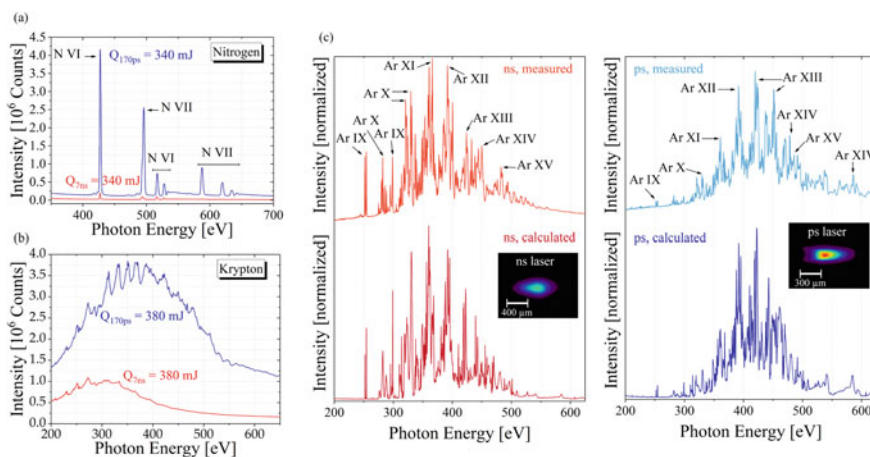 (a)
Intensity [10⁶ Counts]
4.5
4.0
3.5
3.0
2.5
2.0
1.5
1.0
0.5
0.0
N VI
Q170ps = 340 mJ
Nitrogen
N VII
N VI
N VII
Q7ns = 340 mJ
400
500
600
700
Photon Energy [eV]
(b)
Intensity [10⁶ Counts]
4.0
3.5
3.0
2.5
2.0
1.5
1.0
0.5
0.0
Krypton
Q170ps = 380 mJ
Q7ns = 380 mJ
200
300
400
500
600
Photon Energy [eV]
(c)
Intensity [normalized]
Ar XI
ns, measured
Ar XII
Ar X
Ar X
Ar IX
Ar IX
Ar XIII
Ar XIV
Ar XV
Intensity [normalized]
ns, calculated
ns laser
400 µm
200
300
400
500
600
Photon Energy [eV]
Intensity [normalized]
ps, measured
Ar XIII
Ar XII
Ar XIV
Ar XI
Ar XV
Ar X
Ar IX
Ar XIV
Intensity [normalized]
ps, calculated
ps laser
300 µm
200
300
400
500
600
Photon Energy [eV]